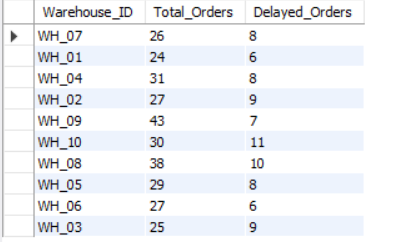 Warehouse_ID Total_Orders Delayed_Orders
WH_07 26 8
WH_01 24 6
WH_04 31 8
WH_02 27 9
WH_09 43 7
WH_10 30 11
WH_08 38 10
WH_05 29 8
WH_06 27 6
WH_03 25 9